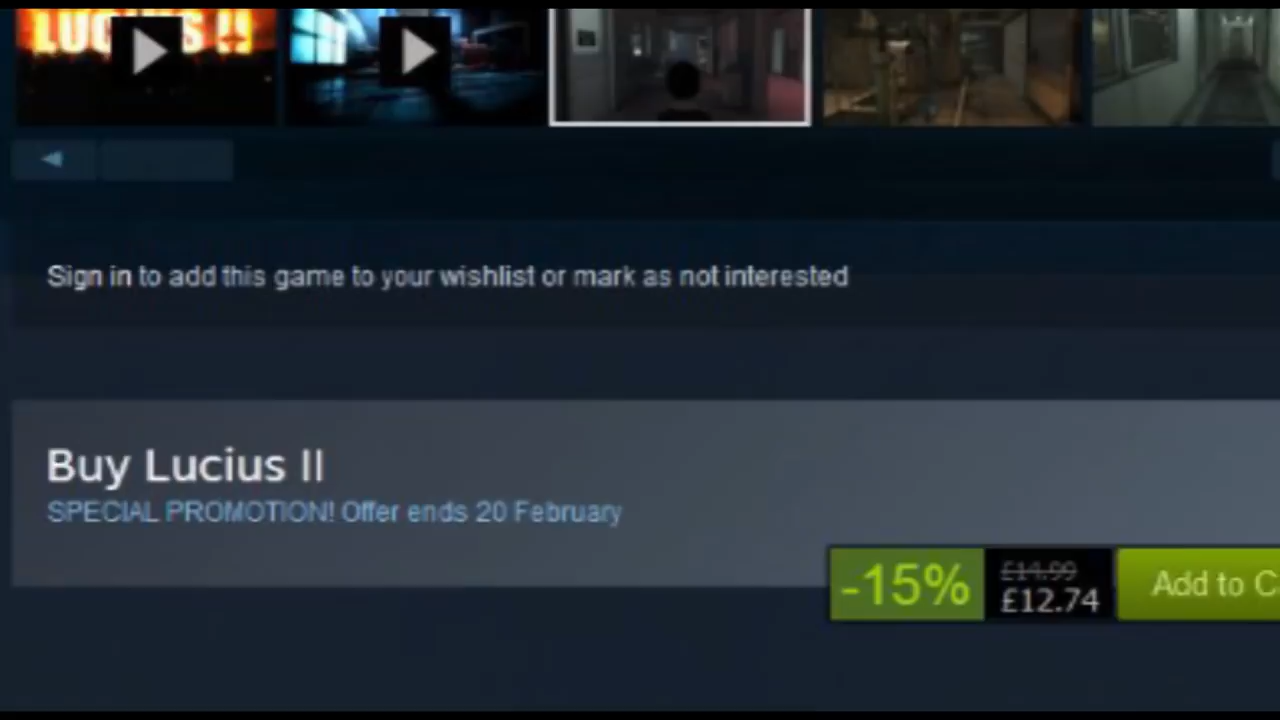 LUCIUS II
Sign in to add this game to your wishlist or mark as not interested
Buy Lucius II
SPECIAL PROMOTION! Offer ends 20 February
-15%
£14.99
£12.74
Add to C